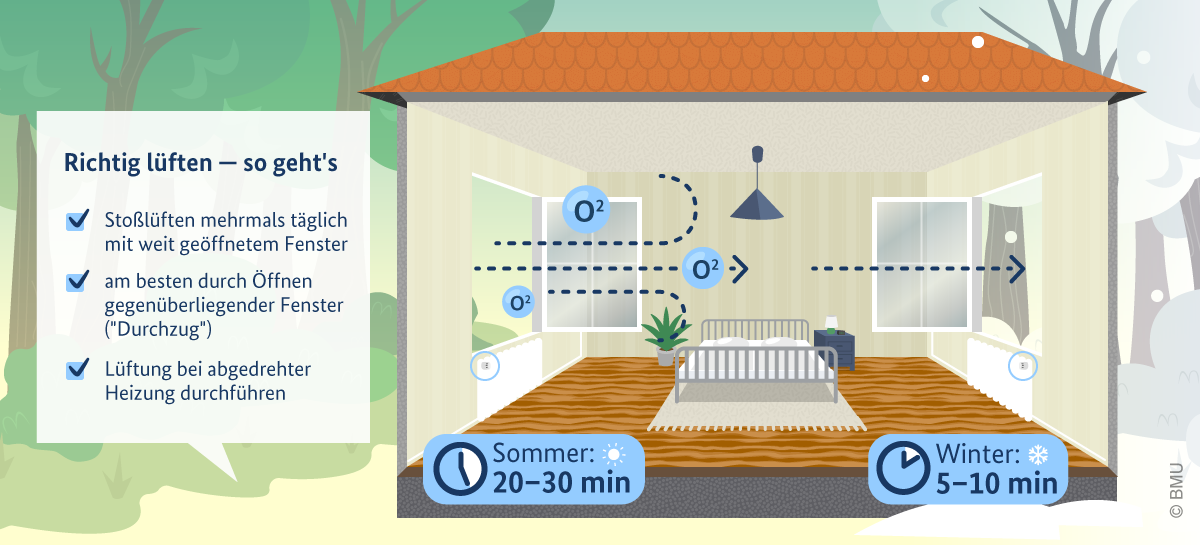 Richtig lüften – so geht's
Stoßlüften mehrmals täglich
mit weit geöffnetem Fenster
am besten durch Öffnen
gegenüberliegender Fenster
("Durchzug")
Lüftung bei abgedrehter
Heizung durchführen
O²
O²
O²
Sommer:
20–30 min
Winter:
5–10 min
© BMU